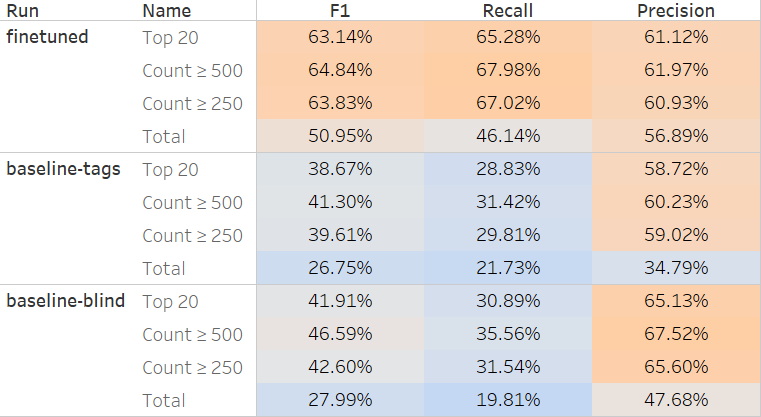 Run Name F1 Recall Precision
finetuned Top 20 63.14% 65.28% 61.12%
Count ≥ 500 64.84% 67.98% 61.97%
Count ≥ 250 63.83% 67.02% 60.93%
Total 50.95% 46.14% 56.89%
baseline-tags Top 20 38.67% 28.83% 58.72%
Count ≥ 500 41.30% 31.42% 60.23%
Count ≥ 250 39.61% 29.81% 59.02%
Total 26.75% 21.73% 34.79%
baseline-blind Top 20 41.91% 30.89% 65.13%
Count ≥ 500 46.59% 35.56% 67.52%
Count ≥ 250 42.60% 31.54% 65.60%
Total 27.99% 19.81% 47.68%